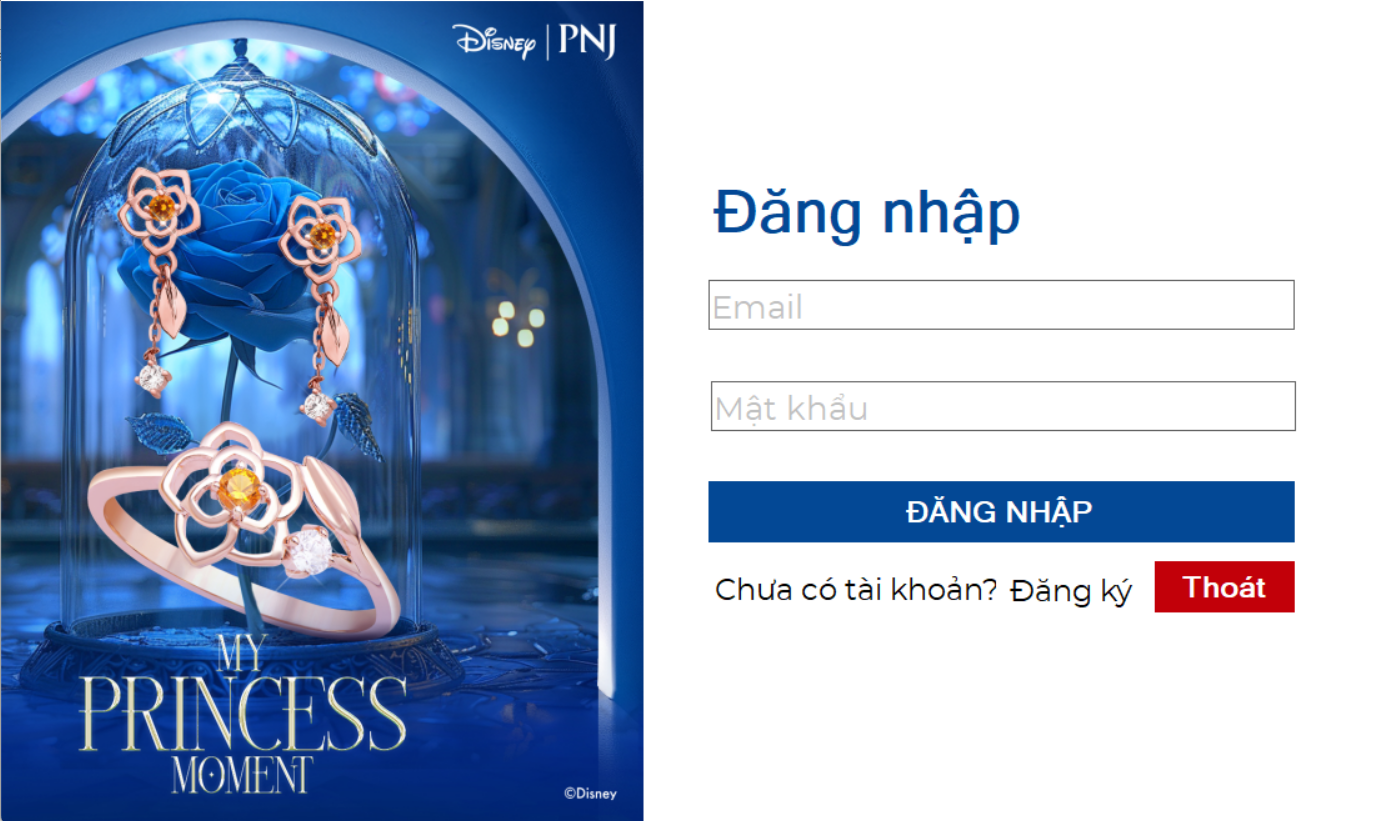 Disney | PNJ
MY
PRINCESS
MOMENT
©Disney
Đăng nhập
Email
Mật khẩu
ĐĂNG NHẬP
Chưa có tài khoản? Đăng ký
Thoát